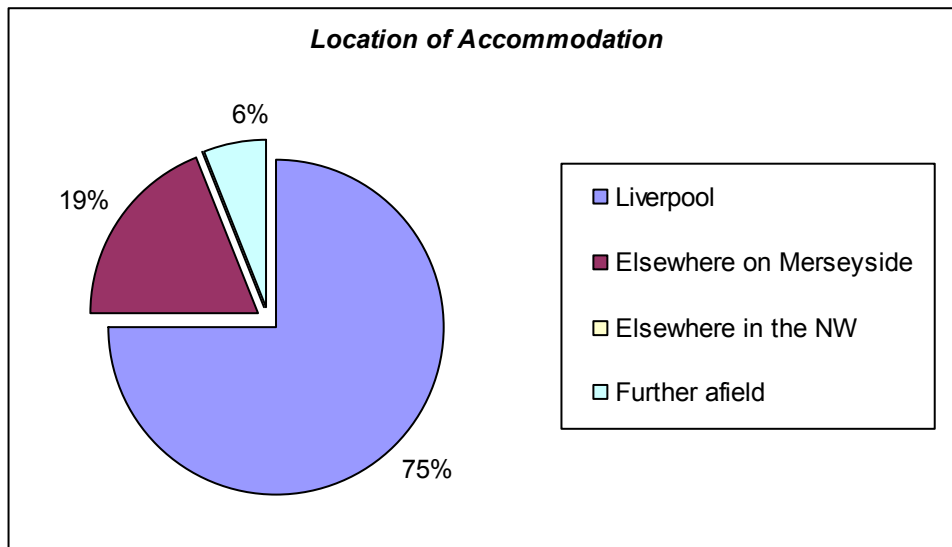 Location of Accommodation
6%
19%
75%
Liverpool
Elsewhere on Merseyside
Elsewhere in the NW
Further afield